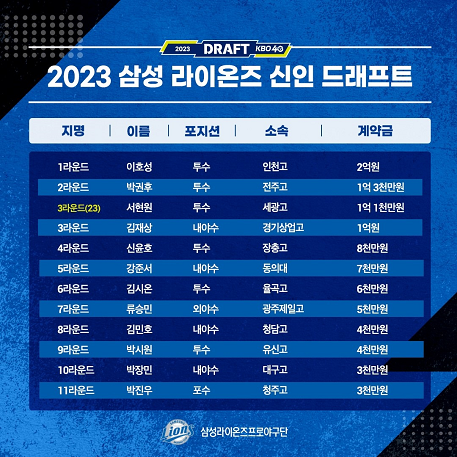 2023 DRAFT KBO 40
2023 삼성 라이온즈 신인 드래프트
지명 이름 포지션 소속 계약금
1라운드 이호성 투수 인천고 2억원
2라운드 박권후 투수 전주고 1억 3천만원
3라운드(23) 서현원 투수 세광고 1억 1천만원
3라운드 김재상 내야수 경기상업고 1억원
4라운드 신윤호 투수 장충고 8천만원
5라운드 강준서 내야수 동의대 7천만원
6라운드 김시온 투수 율곡고 6천만원
7라운드 류승민 외야수 광주제일고 5천만원
8라운드 김민호 내야수 청담고 4천만원
9라운드 박시원 투수 유신고 4천만원
10라운드 박장민 내야수 대구고 3천만원
11라운드 박진우 포수 청주고 3천만원
Lions 삼성라이온즈프로야구단